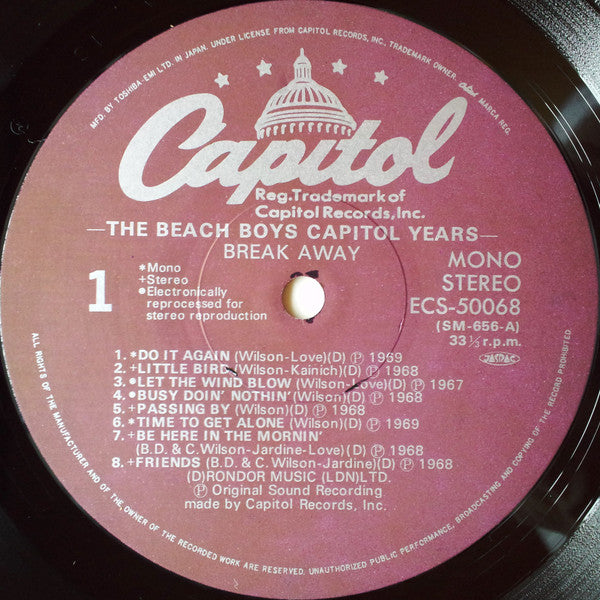 MFD. BY TOSHIBA-EMI LTD. IN JAPAN. UNDER LICENSE FROM CAPITOL RECORDS, INC. TRADEMARK OWNER. MARCA REG.
Capitol
Reg.Trademark of
Capitol Records,Inc.
—THE BEACH BOYS CAPITOL YEARS—
BREAK AWAY
1
*Mono
+Stereo
●Electronically
reprocessed for
stereo reproduction
MONO
STEREO
ECS-50068
(SM-656-A)
33⅓ r.p.m.
JASRAC
1. *DO IT AGAIN (Wilson-Love)(D) Ⓟ 1969
2. +LITTLE BIRD (Wilson-Kainich)(D) Ⓟ 1968
3. ●LET THE WIND BLOW (Wilson-Love)(D) Ⓟ 1967
4. ●BUSY DOIN' NOTHIN' (Wilson)(D) Ⓟ 1968
5. +PASSING BY (Wilson)(D) Ⓟ 1968
6. *TIME TO GET ALONE (Wilson)(D) Ⓟ 1969
7. +BE HERE IN THE MORNIN'
(B.D. & C.Wilson-Jardine-Love)(D) Ⓟ 1968
8. +FRIENDS (B.D. & C.Wilson-Jardine)(D) Ⓟ 1968
(D)RONDOR MUSIC (LDN)LTD.
Ⓟ Original Sound Recording
made by Capitol Records, Inc.
ALL RIGHTS OF THE MANUFACTURER AND OF THE OWNER OF THE RECORDED WORK ARE RESERVED. UNAUTHORIZED PUBLIC PERFORMANCE, BROADCASTING AND COPYING OF THE RECORD PROHIBITED